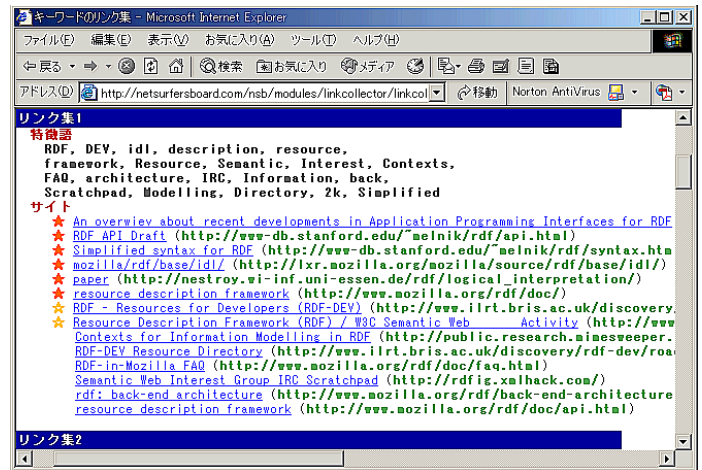 キーワードのリンク集 - Microsoft Internet Explorer
ファイル(F) 編集(E) 表示(V) お気に入り(A) ツール(T) ヘルプ(H)
戻る 検索 お気に入り メディア
アドレス(D) http://netsurfersboard.com/nsb/modules/linkcollector/linkcol 移動 Norton AntiVirus
リンク集1
特徴語
RDF, DEV, idl, description, resource,
framework, Resource, Semantic, Interest, Contexts,
FAQ, architecture, IRC, Information, back,
Scratchpad, Modelling, Directory, 2k, Simplified
サイト
An overwiev about recent developments in Application Programming Interfaces for RDF
RDF API Draft (http://www-db.stanford.edu/~melnik/rdf/api.html)
Simplified syntax for RDF (http://www-db.stanford.edu/~melnik/rdf/syntax.htm
mozilla/rdf/base/idl/ (http://lxr.mozilla.org/mozilla/source/rdf/base/idl/)
paper (http://nestroy.wi-inf.uni-essen.de/rdf/logical_interpretation/)
resource description framework (http://www.mozilla.org/rdf/doc/)
RDF - Resources for Developers (RDF-DEV) (http://www.ilrt.bris.ac.uk/discovery
Resource Description Framework (RDF) / W3C Semantic Web Activity (http://www
Contexts for Information Modelling in RDF (http://public.research.mimesweeper.
RDF-DEV Resource Directory (http://www.ilrt.bris.ac.uk/discovery/rdf-dev/roa
RDF-in-Mozilla FAQ (http://www.mozilla.org/rdf/doc/faq.html)
Semantic Web Interest Group IRC Scratchpad (http://rdfig.xmlhack.com/)
rdf: back-end architecture (http://www.mozilla.org/rdf/back-end-architecture
resource description framework (http://www.mozilla.org/rdf/doc/api.html)
リンク集2